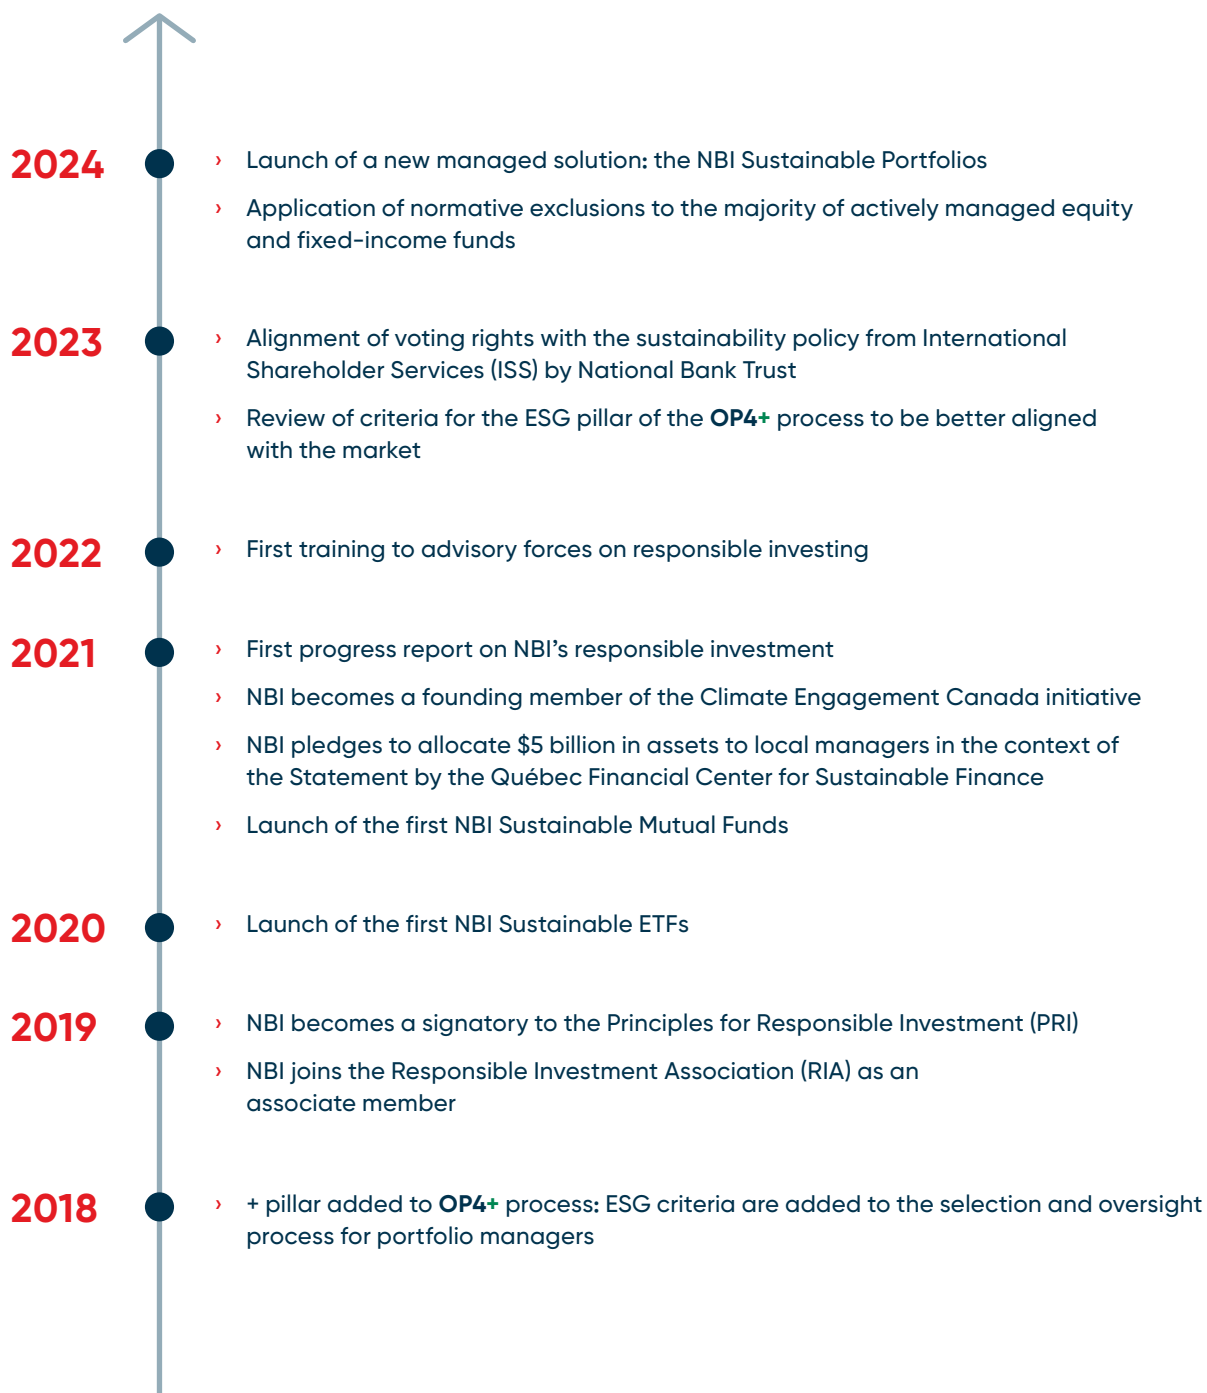 2024
› Launch of a new managed solution: the NBI Sustainable Portfolios
› Application of normative exclusions to the majority of actively managed equity
and fixed-income funds
2023
› Alignment of voting rights with the sustainability policy from International
Shareholder Services (ISS) by National Bank Trust
› Review of criteria for the ESG pillar of the OP4+ process to be better aligned
with the market
2022
› First training to advisory forces on responsible investing
2021
› First progress report on NBI’s responsible investment
› NBI becomes a founding member of the Climate Engagement Canada initiative
› NBI pledges to allocate $5 billion in assets to local managers in the context of
the Statement by the Québec Financial Center for Sustainable Finance
› Launch of the first NBI Sustainable Mutual Funds
2020
› Launch of the first NBI Sustainable ETFs
2019
› NBI becomes a signatory to the Principles for Responsible Investment (PRI)
› NBI joins the Responsible Investment Association (RIA) as an
associate member
2018
› + pillar added to OP4+ process: ESG criteria are added to the selection and oversight
process for portfolio managers